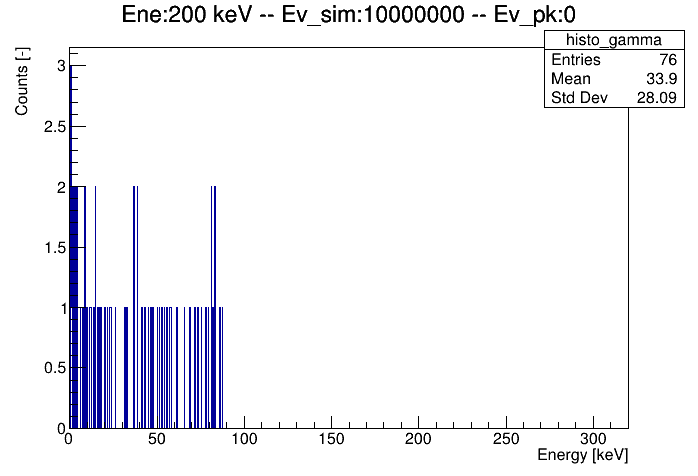 Ene:200 keV -- Ev_sim:10000000 -- Ev_pk:0
histo_gamma
Entries 76
Mean 33.9
Std Dev 28.09
Counts [-]
3
2.5
2
1.5
1
0.5
0
0 50 100 150 200 250 300
Energy [keV]